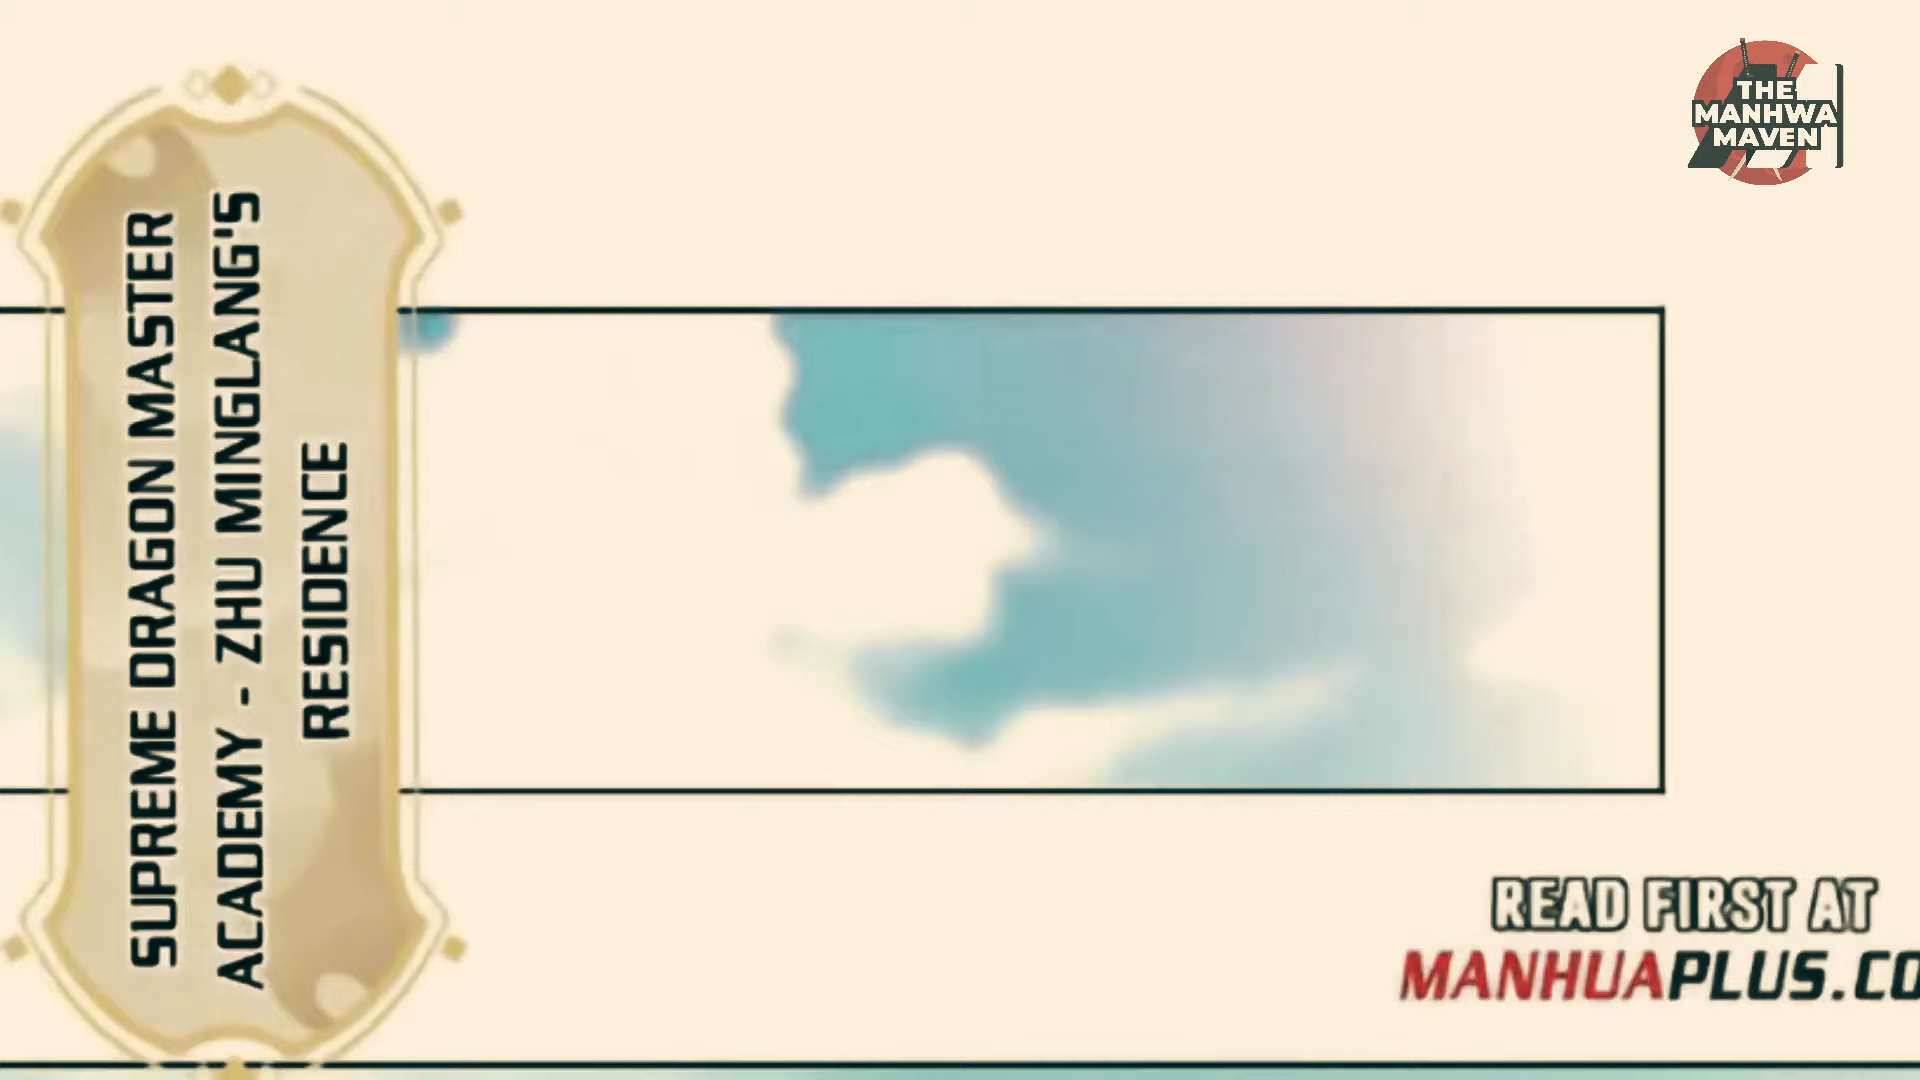 THE
MANHWA
MAVEN
SUPREME DRAGON MASTER
ACADEMY - ZHU MINGLANG'S
RESIDENCE
READ FIRST AT
MANHUAPLUS.CO